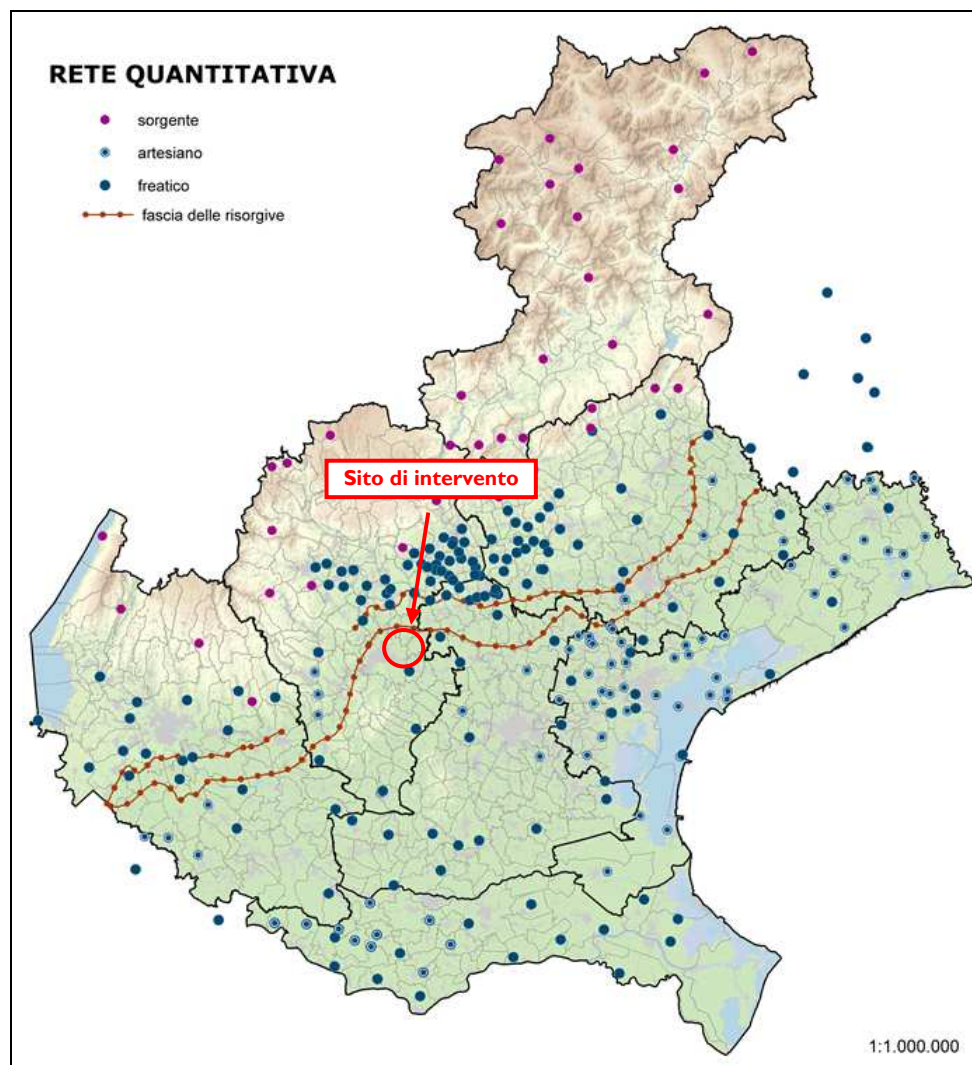 RETE QUANTITATIVA
sorgente
artesiano
freatico
fascia delle risorgive
Sito di intervento
1:1.000.000